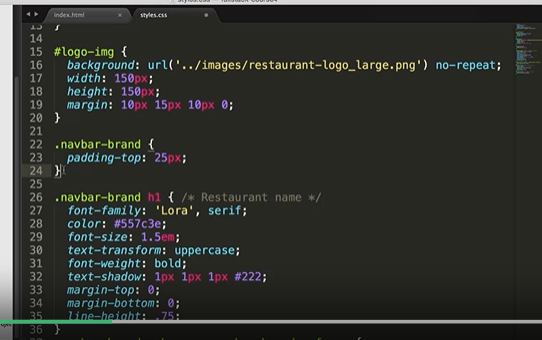 index.html × styles.css
13 }
14
15 #logo-img {
16 background: url('../images/restaurant-logo_large.png') no-repeat;
17 width: 150px;
18 height: 150px;
19 margin: 10px 15px 10px 0;
20 }
21
22 .navbar-brand {
23 padding-top: 25px;
24 }
25
26 .navbar-brand h1 { /* Restaurant name */
27 font-family: 'Lora', serif;
28 color: #557c3e;
29 font-size: 1.5em;
30 text-transform: uppercase;
31 font-weight: bold;
32 text-shadow: 1px 1px 1px #222;
33 margin-top: 0;
34 margin-bottom: 0;
35 line-height: .75;
36 }